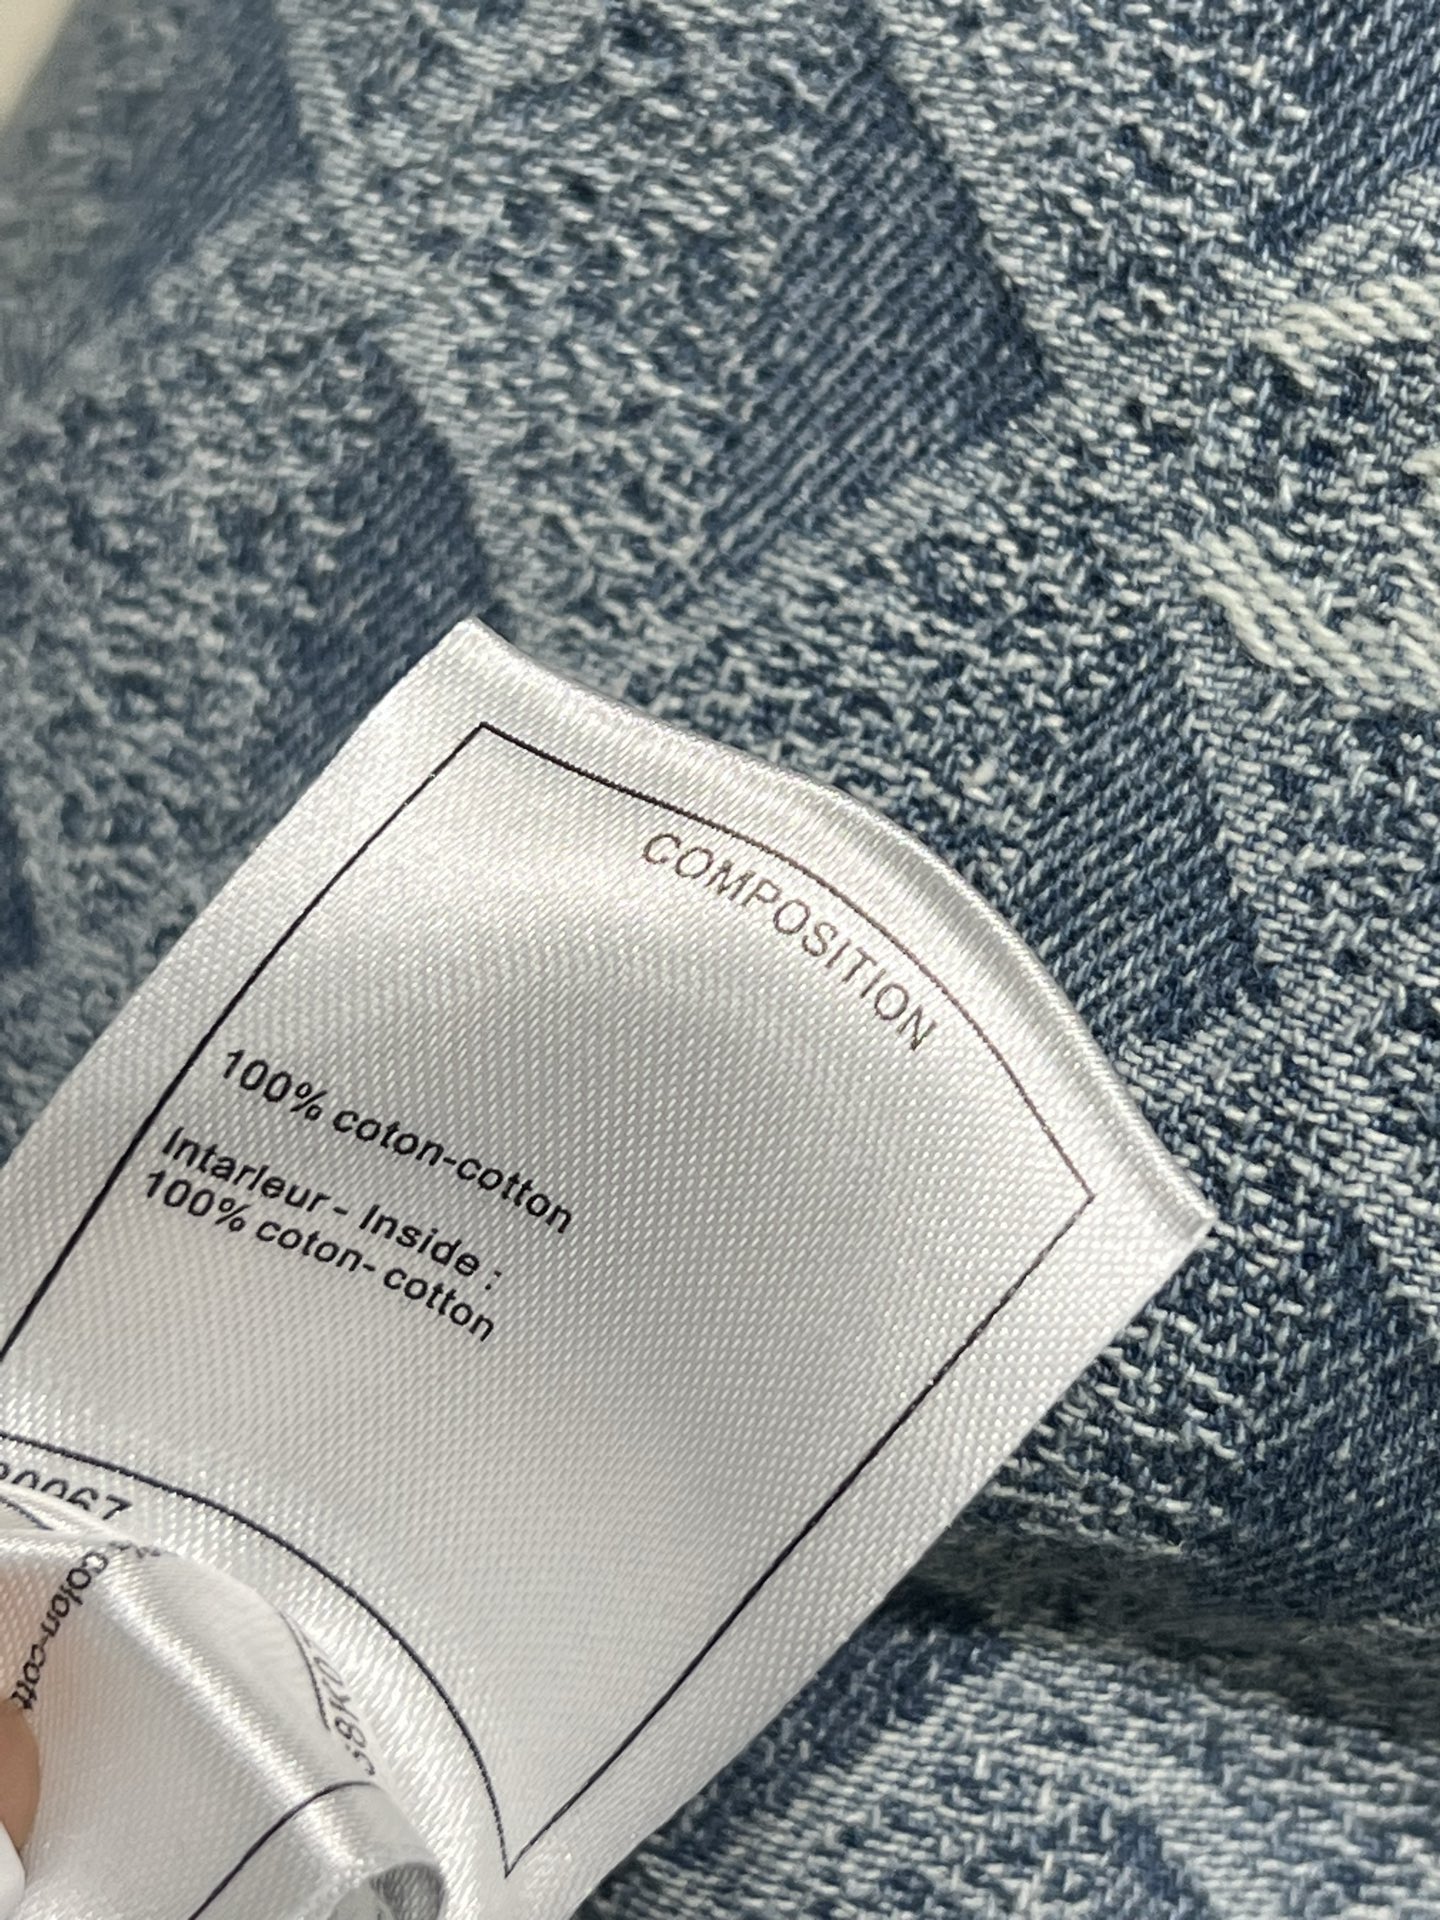 COMPOSITION
100% coton-cotton
Intarleur - Inside :
100% coton- cotton